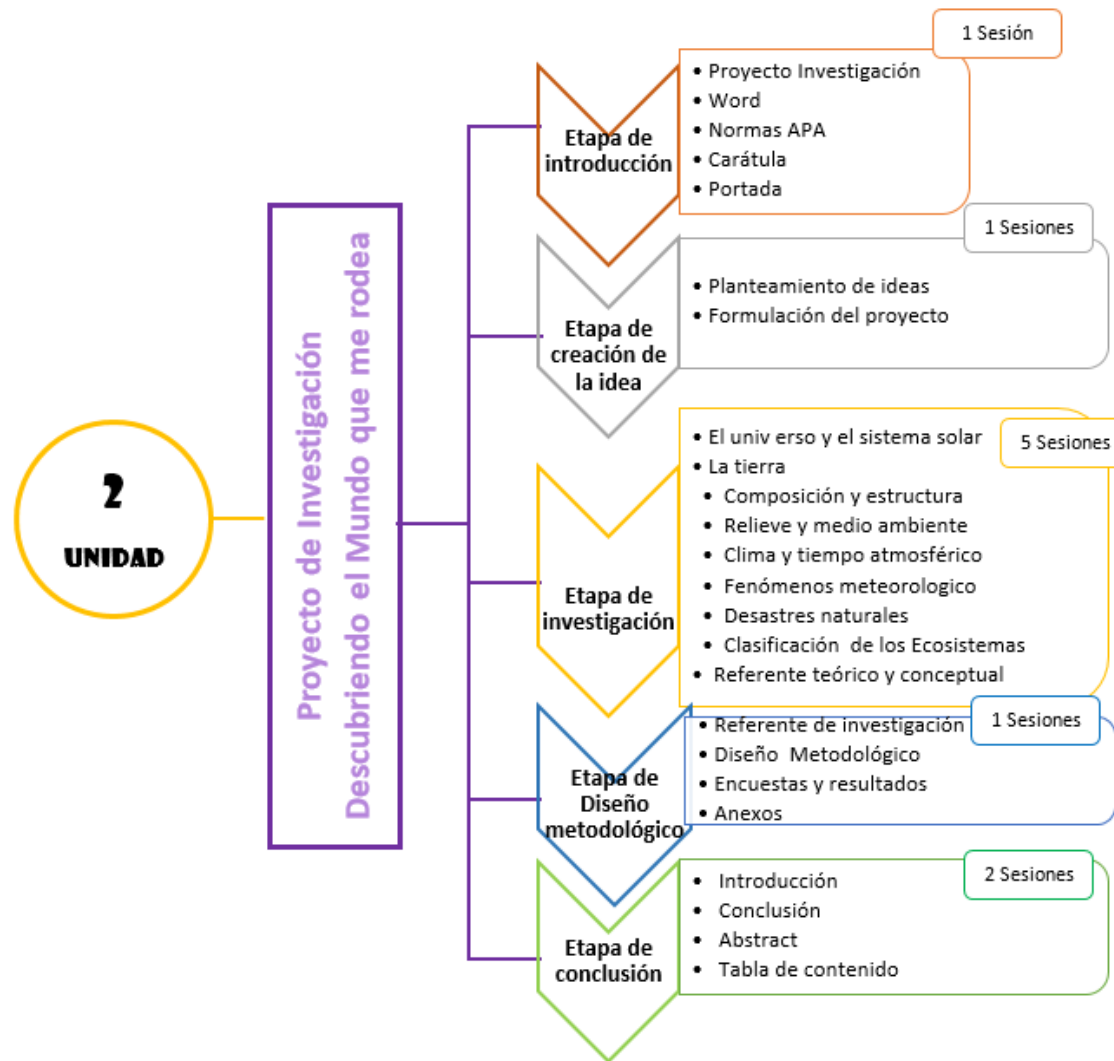 2
UNIDAD
Proyecto de Investigación
Descubriendo el Mundo que me rodea
1 Sesión
Etapa de
introducción
• Proyecto Investigación
• Word
• Normas APA
• Carátula
• Portada
1 Sesiones
Etapa de
creación de
la idea
• Planteamiento de ideas
• Formulación del proyecto
5 Sesiones
Etapa de
investigación
• El univ erso y el sistema solar
• La tierra
• Composición y estructura
• Relieve y medio ambiente
• Clima y tiempo atmosférico
• Fenómenos meteorologico
• Desastres naturales
• Clasificación de los Ecosistemas
• Referente teórico y conceptual
1 Sesiones
Etapa de
Diseño
metodológico
• Referente de investigación
• Diseño Metodológico
• Encuestas y resultados
• Anexos
2 Sesiones
Etapa de
conclusión
• Introducción
• Conclusión
• Abstract
• Tabla de contenido